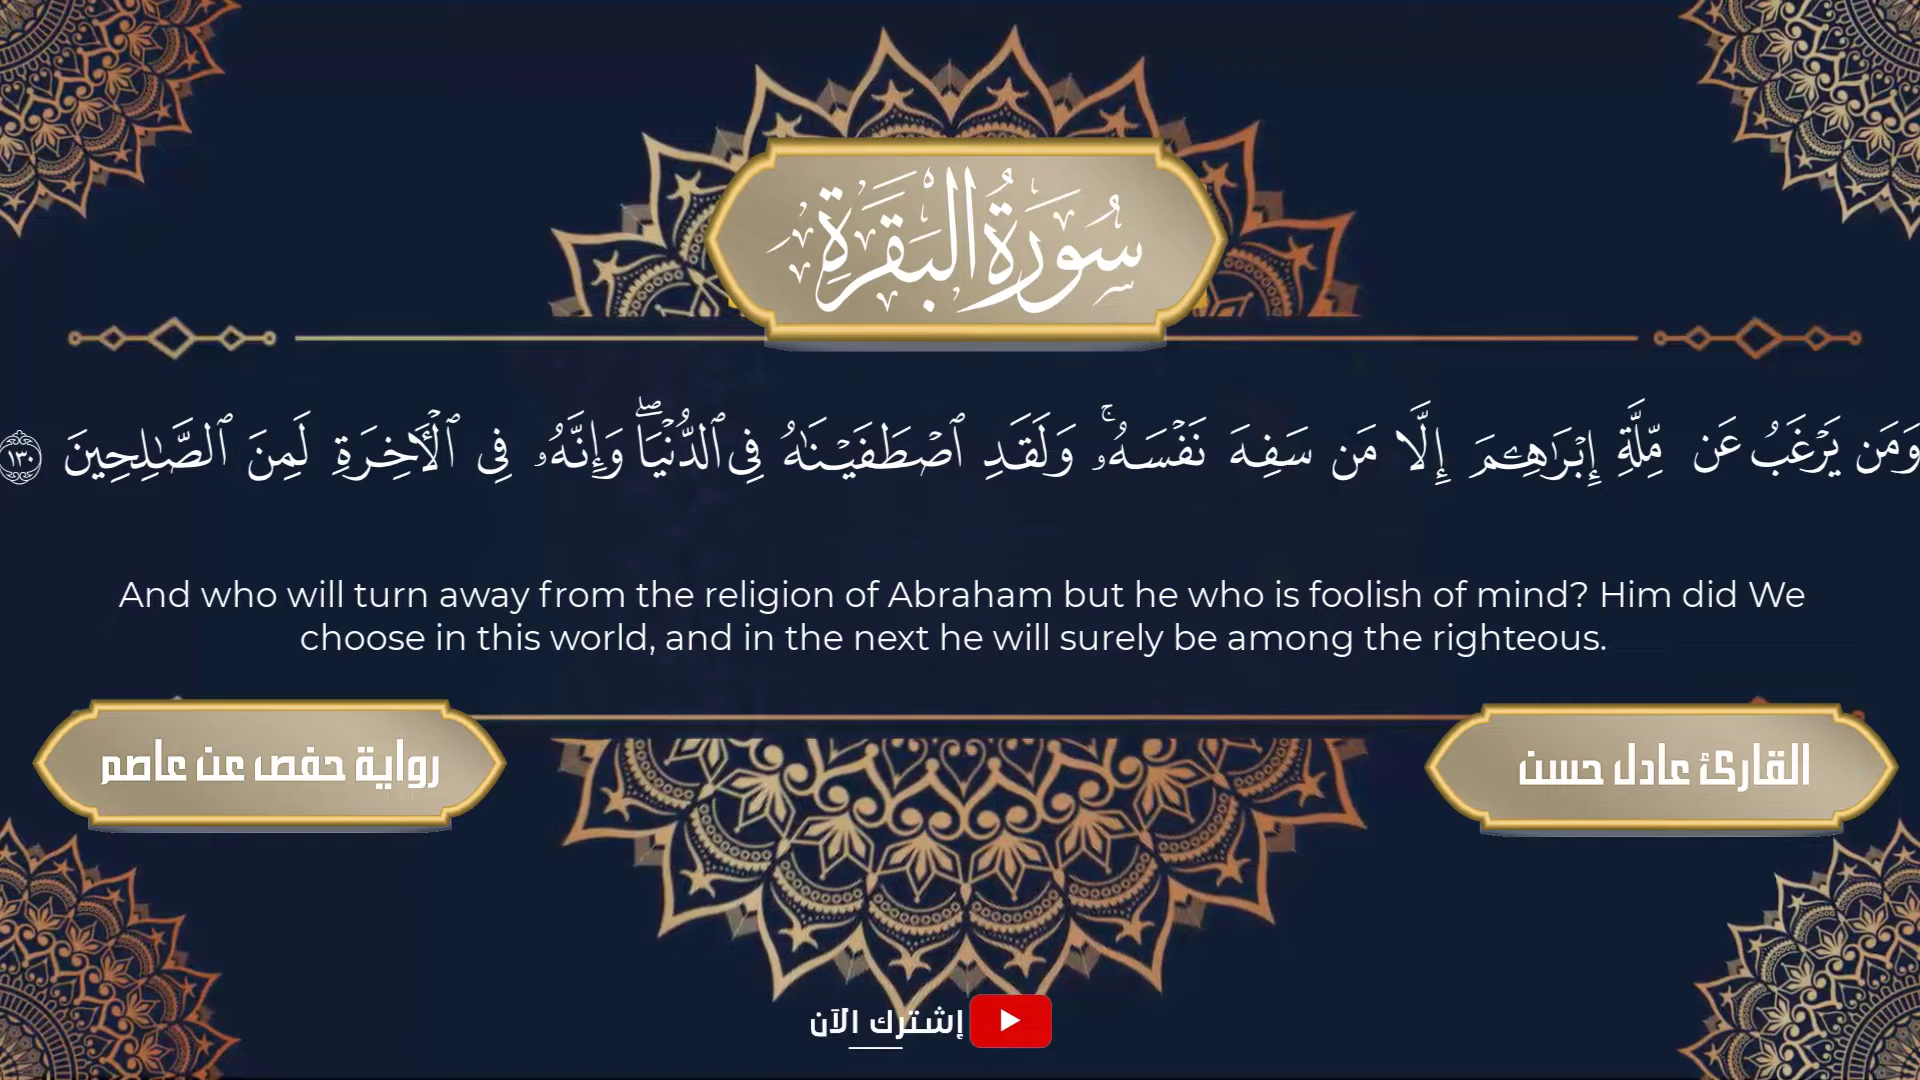 سُورَةُ البَقَرَةِ
وَمَن يَرۡغَبُ عَن مِّلَّةِ إِبۡرَٰهِـۧمَ إِلَّا مَن سَفِهَ نَفۡسَهُۥۚ وَلَقَدِ ٱصۡطَفَيۡنَٰهُ فِي ٱلدُّنۡيَاۖ وَإِنَّهُۥ فِي ٱلۡأٓخِرَةِ لَمِنَ ٱلصَّٰلِحِينَ ١٣٠
And who will turn away from the religion of Abraham but he who is foolish of mind? Him did We
choose in this world, and in the next he will surely be among the righteous.
القارئ عادل حسن
رواية حفص عن عاصم
إشترك الآن